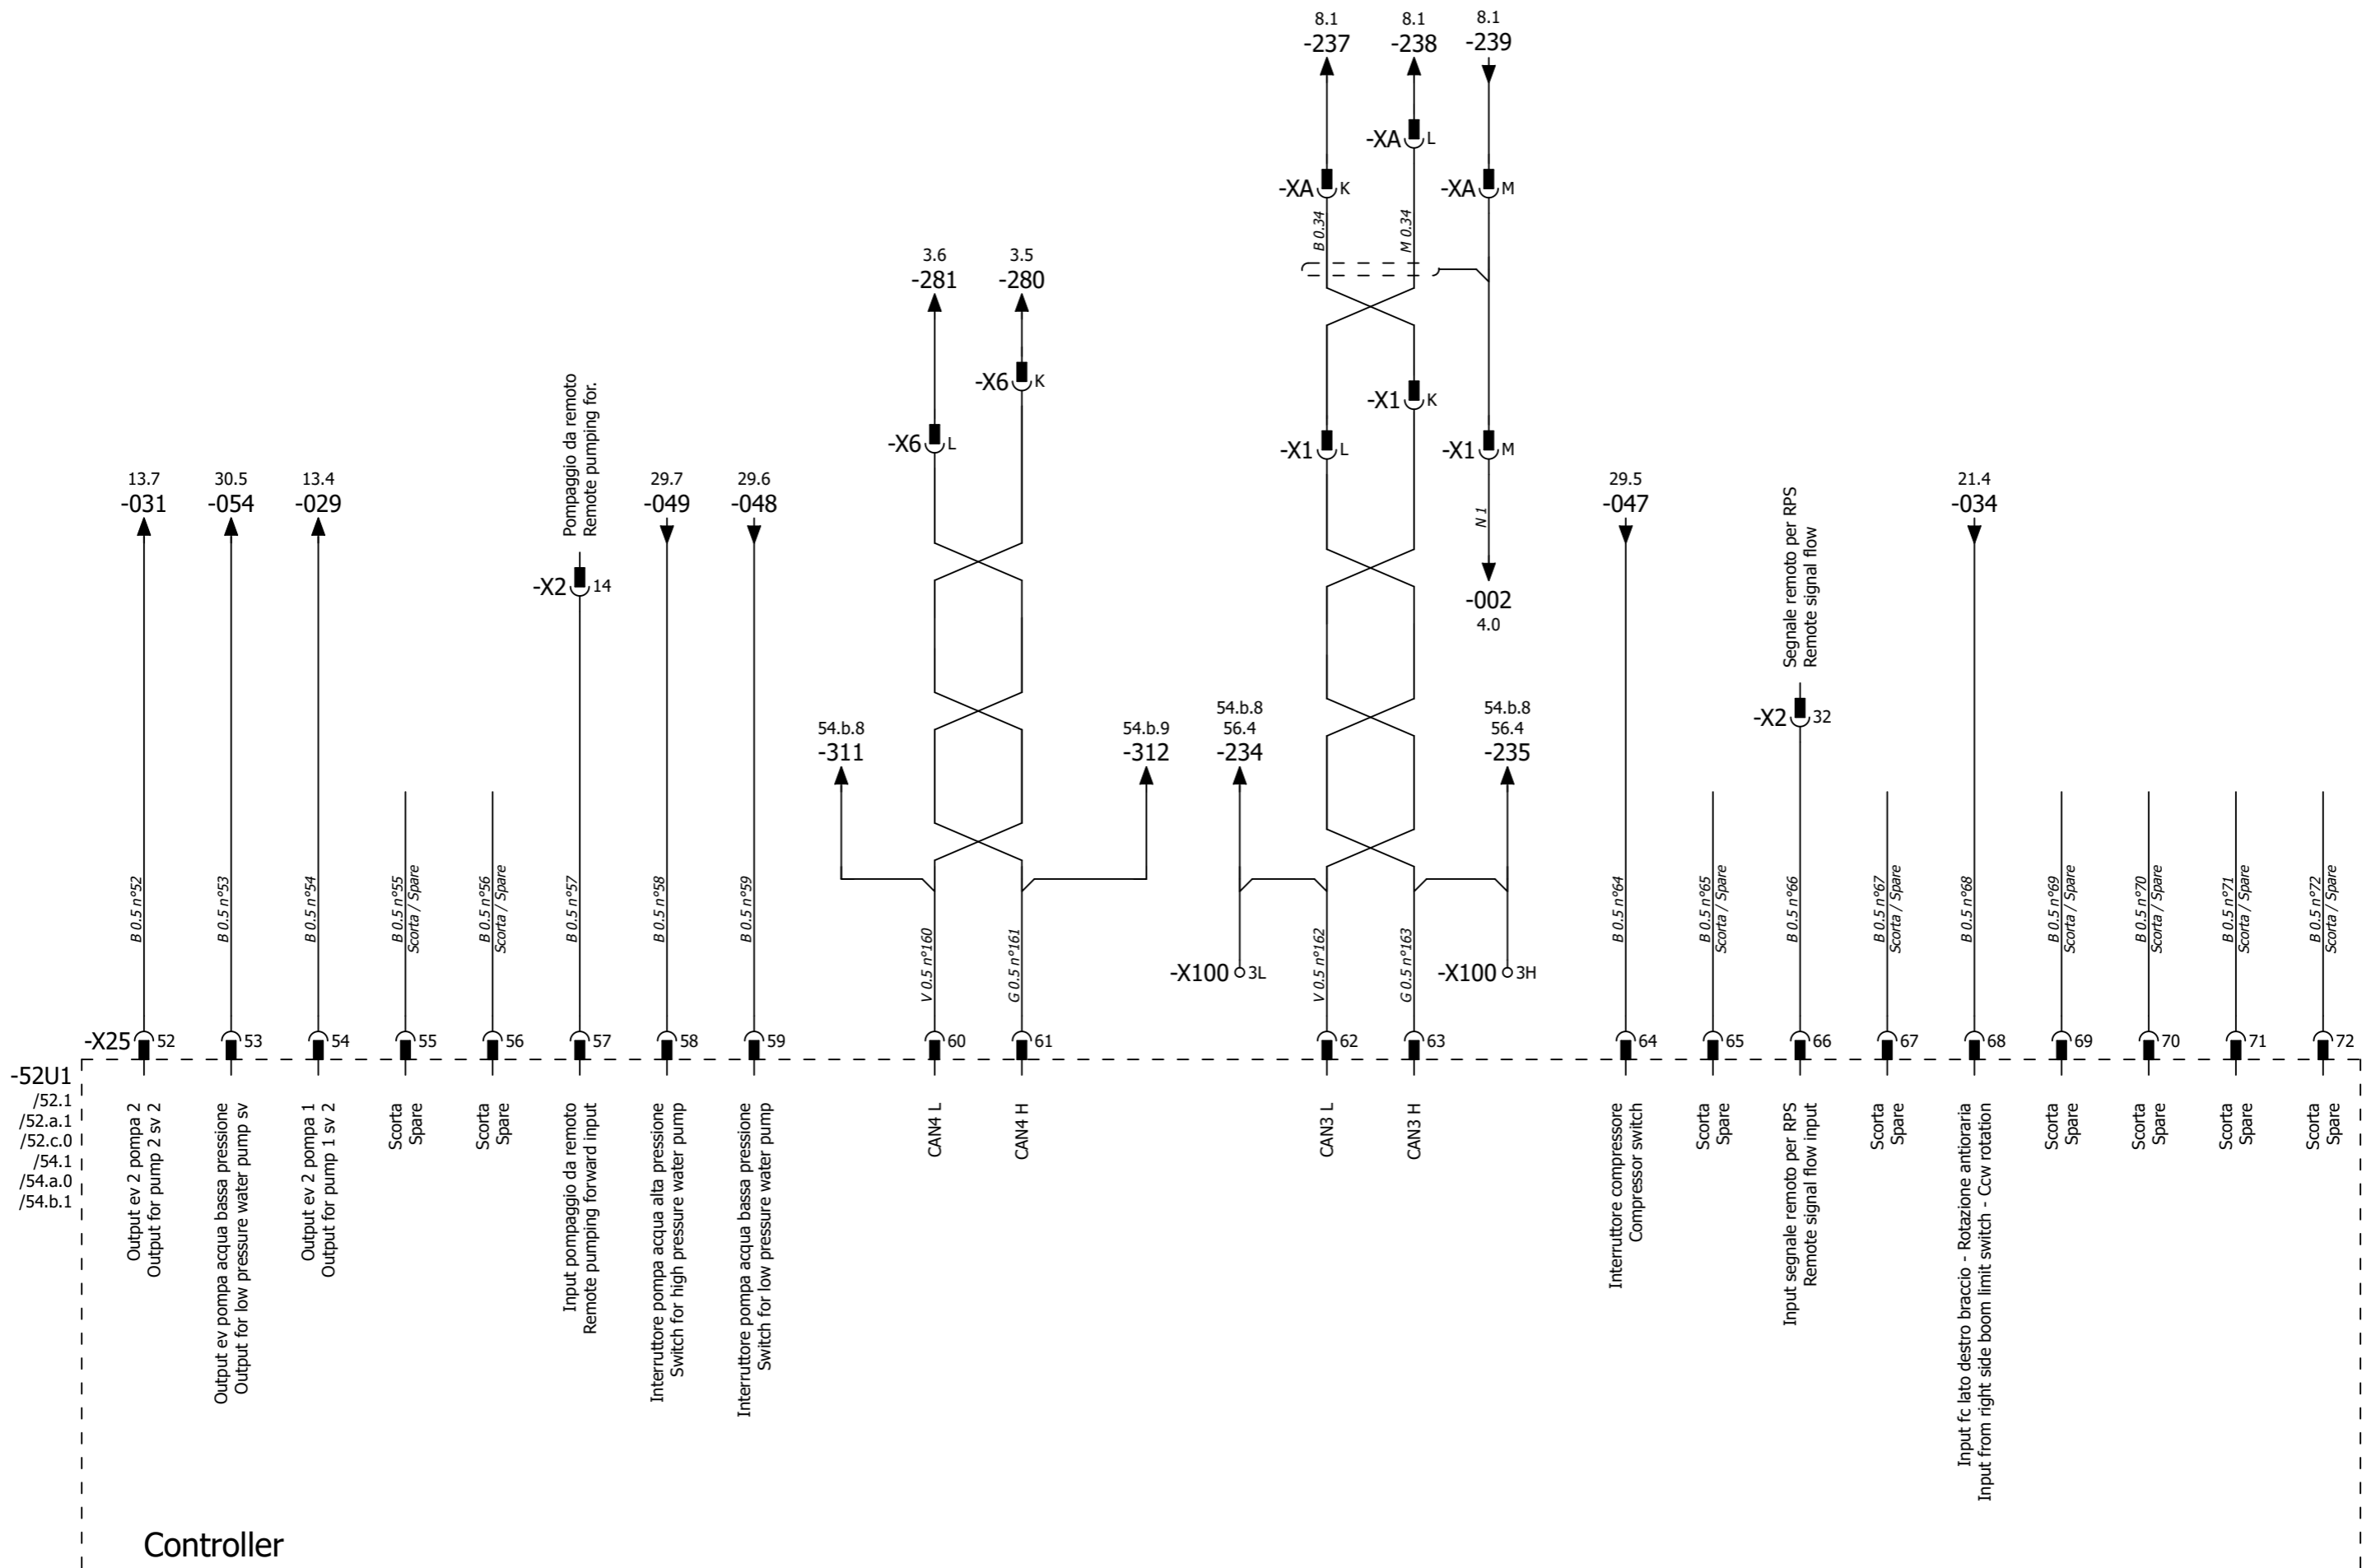 8.1
-237
8.1
-238
8.1
-239
-XA L
-XA K
-XA M
B 0.34
M 0.34
3.6
-281
3.5
-280
-X6 K
-X6 L
-X1 K
-X1 L
-X1 M
N 1
-002
4.0
13.7
-031
30.5
-054
13.4
-029
Pompaggio da remoto
Remote pumping for.
-X2 14
29.7
-049
29.6
-048
29.5
-047
Segnale remoto per RPS
Remote signal flow
-X2 32
21.4
-034
54.b.8
-311
54.b.9
-312
54.b.8
56.4
-234
54.b.8
56.4
-235
B 0.5 n°52
B 0.5 n°53
B 0.5 n°54
B 0.5 n°55
Scorta / Spare
B 0.5 n°56
Scorta / Spare
B 0.5 n°57
B 0.5 n°58
B 0.5 n°59
V 0.5 n°160
G 0.5 n°161
-X100 3L
V 0.5 n°162
G 0.5 n°163
-X100 3H
B 0.5 n°64
B 0.5 n°65
Scorta / Spare
B 0.5 n°66
B 0.5 n°67
Scorta / Spare
B 0.5 n°68
B 0.5 n°69
Scorta / Spare
B 0.5 n°70
Scorta / Spare
B 0.5 n°71
Scorta / Spare
B 0.5 n°72
Scorta / Spare
-X25 52 53 54 55 56 57 58 59 60 61 62 63 64 65 66 67 68 69 70 71 72
-52U1
/52.1
/52.a.1
/52.c.0
/54.1
/54.a.0
/54.b.1
Output ev 2 pompa 2
Output for pump 2 sv 2
Output ev pompa acqua bassa pressione
Output for low pressure water pump sv
Output ev 2 pompa 1
Output for pump 1 sv 2
Scorta
Spare
Scorta
Spare
Input pompaggio da remoto
Remote pumping forward input
Interruttore pompa acqua alta pressione
Switch for high pressure water pump
Interruttore pompa acqua bassa pressione
Switch for low pressure water pump
CAN4 L
CAN4 H
CAN3 L
CAN3 H
Interruttore compressore
Compressor switch
Scorta
Spare
Input segnale remoto per RPS
Remote signal flow input
Scorta
Spare
Input fc lato destro braccio - Rotazione antioraria
Input from right side boom limit switch - Ccw rotation
Scorta
Spare
Scorta
Spare
Scorta
Spare
Scorta
Spare
Controller